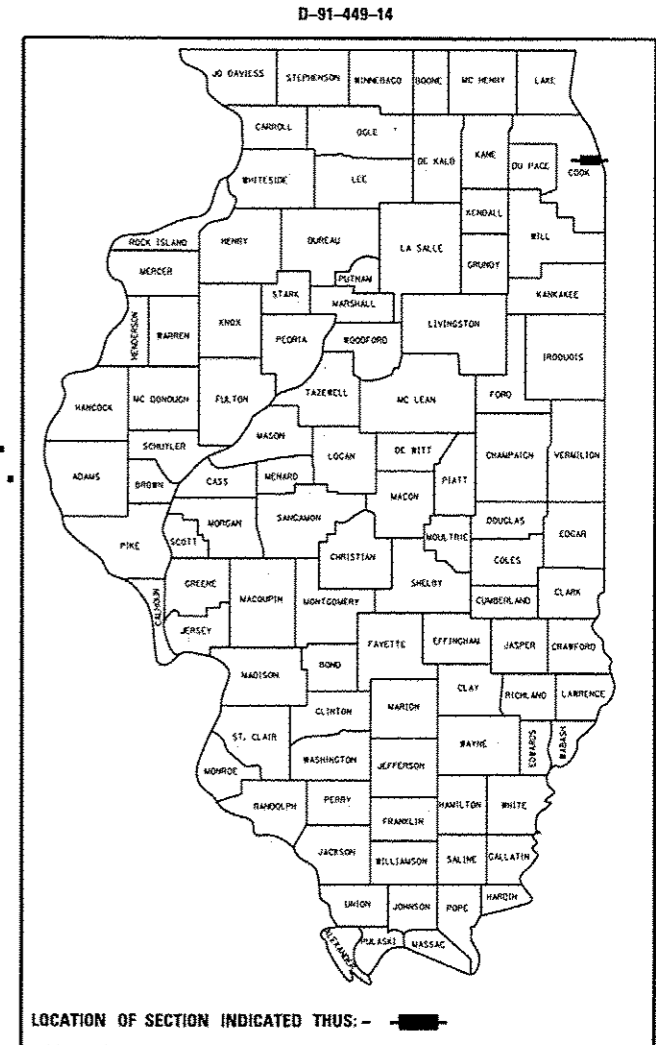 D-91-449-14
JO DAVIESS STEPHENSON WINNEBAGO BOONE MC HENRY LAKE
CARROLL OGLE DE KALB KANE DU PAGE COOK
WHITESIDE LEE KENDALL WILL
ROCK ISLAND HENRY BUREAU LA SALLE GRUNDY
MERCER PUTNAM KANKAKEE
HENDERSON WARREN KNOX STARK MARSHALL LIVINGSTON
PEORIA WOODFORD IROQUOIS
HANCOCK MC DONOUGH FULTON TAZEWELL MC LEAN FORD
MASON
SCHUYLER LOGAN DE WITT CHAMPAIGN VERMILION
ADAMS BROWN CASS MENARD MACON PIATT
PIKE SCOTT MORGAN SANGAMON MOULTRIE DOUGLAS EDGAR
CHRISTIAN COLES
CALHOUN GREENE MACOUPIN MONTGOMERY SHELBY CUMBERLAND CLARK
JERSEY FAYETTE EFFINGHAM JASPER CRAWFORD
MADISON BOND CLAY RICHLAND LAWRENCE
CLINTON MARION
ST. CLAIR WAYNE EDWARDS WABASH
MONROE WASHINGTON JEFFERSON
RANDOLPH PERRY HAMILTON WHITE
FRANKLIN
JACKSON WILLIAMSON SALINE GALLATIN
UNION JOHNSON POPE HARDIN
ALEXANDER PULASKI MASSAC
LOCATION OF SECTION INDICATED THUS: -